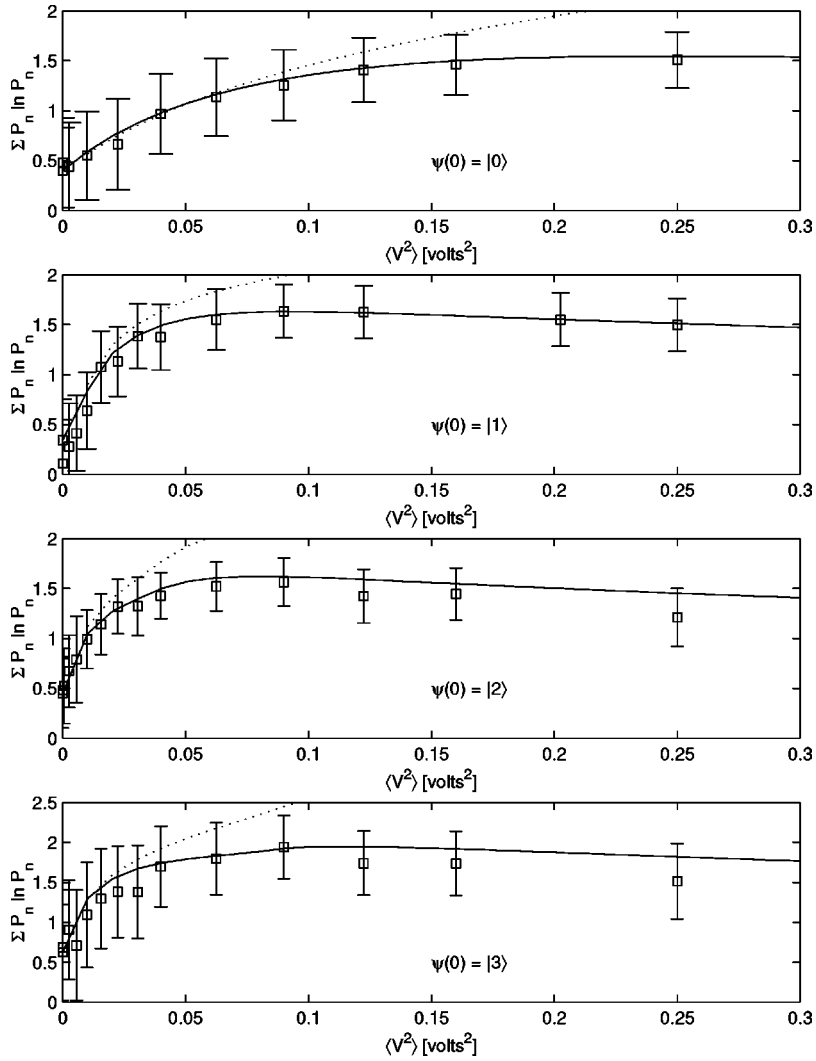 2
1.5
1
0.5
0
Σ Pₙ ln Pₙ
ψ(0) = |0⟩
0 0.05 0.1 0.15 0.2 0.25 0.3
⟨V²⟩ [volts²]
2
1.5
1
0.5
0
Σ Pₙ ln Pₙ
ψ(0) = |1⟩
0 0.05 0.1 0.15 0.2 0.25 0.3
⟨V²⟩ [volts²]
2
1.5
1
0.5
0
Σ Pₙ ln Pₙ
ψ(0) = |2⟩
0 0.05 0.1 0.15 0.2 0.25 0.3
⟨V²⟩ [volts²]
2.5
2
1.5
1
0.5
0
Σ Pₙ ln Pₙ
ψ(0) = |3⟩
0 0.05 0.1 0.15 0.2 0.25 0.3
⟨V²⟩ [volts²]